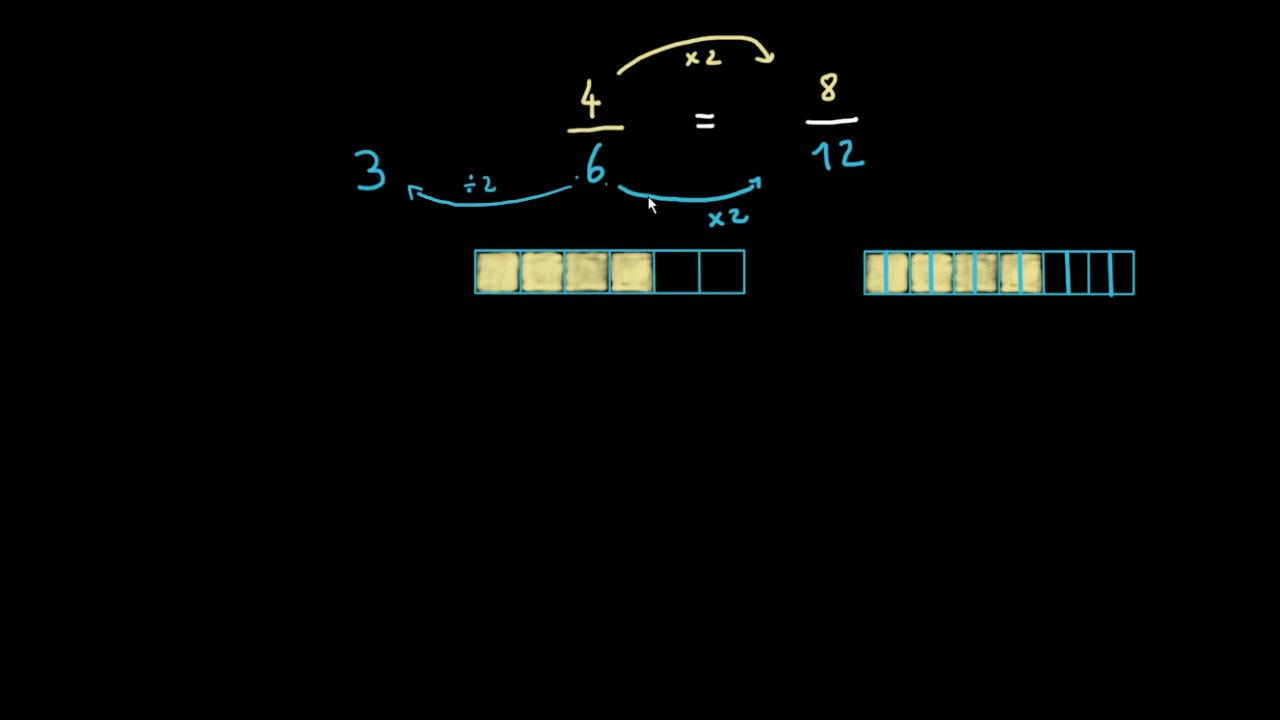 ×2
4/6 = 8/12
3
÷2
×2